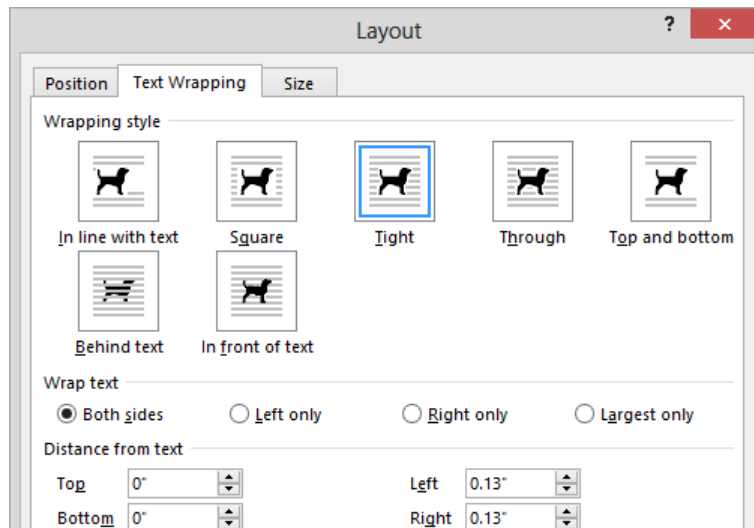 Layout
?
×
Position Text Wrapping Size
Wrapping style
In line with text Square Tight Through Top and bottom
Behind text In front of text
Wrap text
Both sides Left only Right only Largest only
Distance from text
Top 0" Left 0.13"
Bottom 0" Right 0.13"